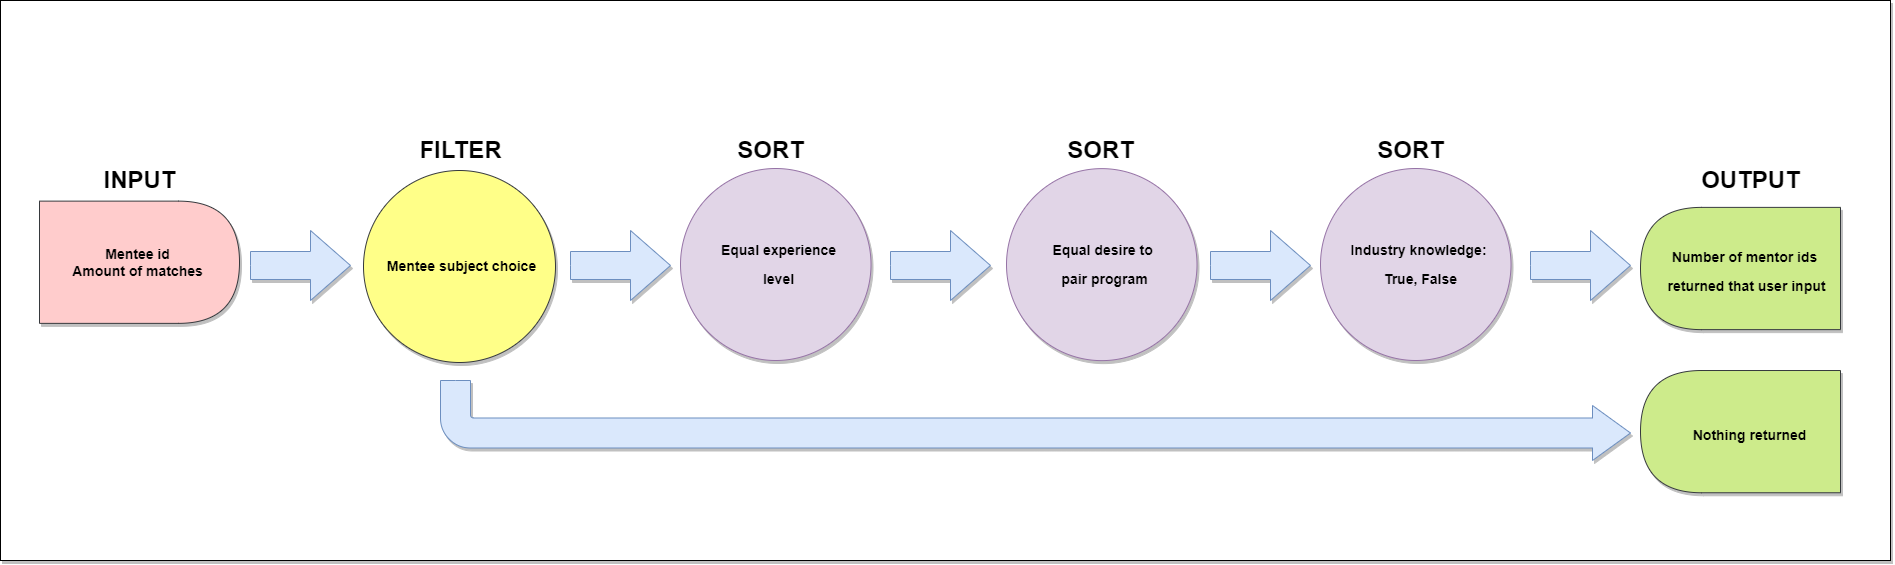 INPUT
Mentee id
Amount of matches
FILTER
Mentee subject choice
SORT
Equal experience
level
SORT
Equal desire to
pair program
SORT
Industry knowledge:
True, False
OUTPUT
Number of mentor ids
returned that user input
Nothing returned